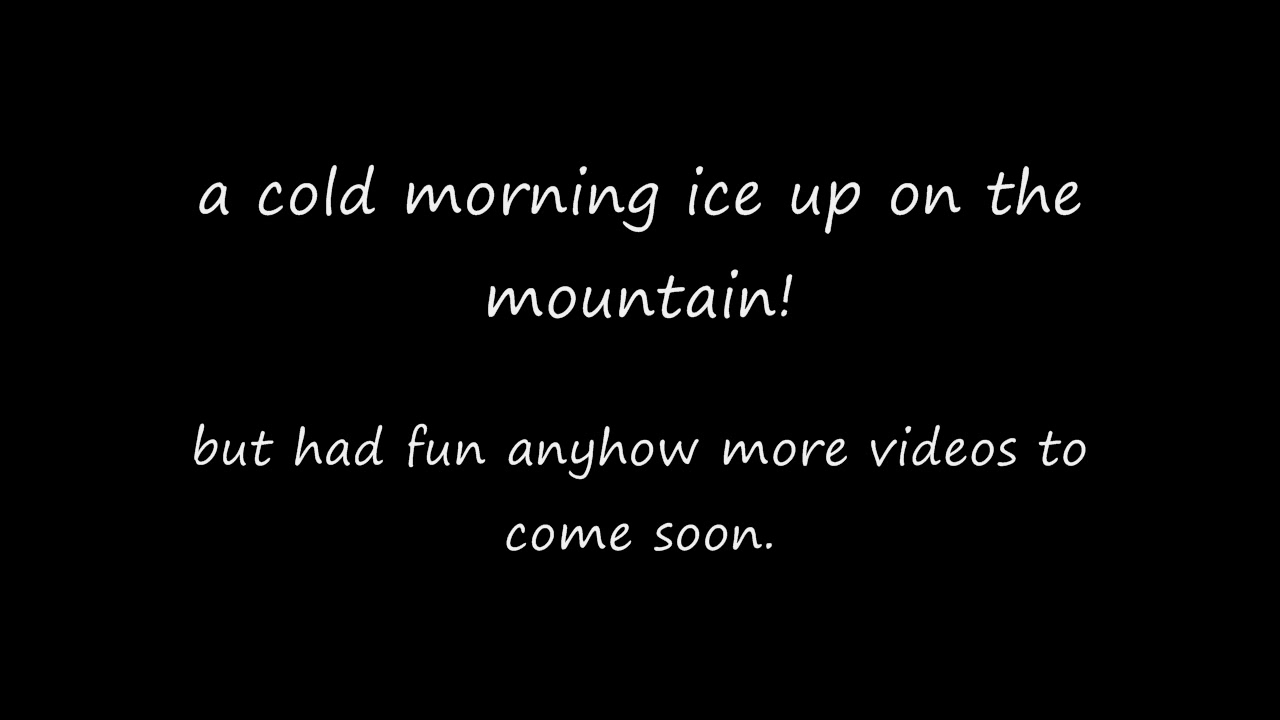 a cold morning ice up on the
mountain!
but had fun anyhow more videos to
come soon.